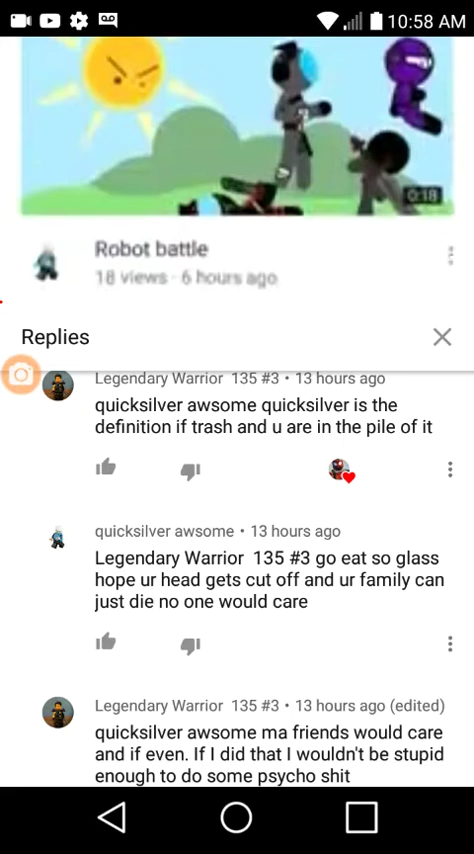 10:58 AM
0:18
Robot battle
18 views · 6 hours ago
Replies
Legendary Warrior 135 #3 • 13 hours ago
quicksilver awsome quicksilver is the
definition if trash and u are in the pile of it
quicksilver awsome • 13 hours ago
Legendary Warrior 135 #3 go eat so glass
hope ur head gets cut off and ur family can
just die no one would care
Legendary Warrior 135 #3 • 13 hours ago (edited)
quicksilver awsome ma friends would care
and if even. If I did that I wouldn't be stupid
enough to do some psycho shit